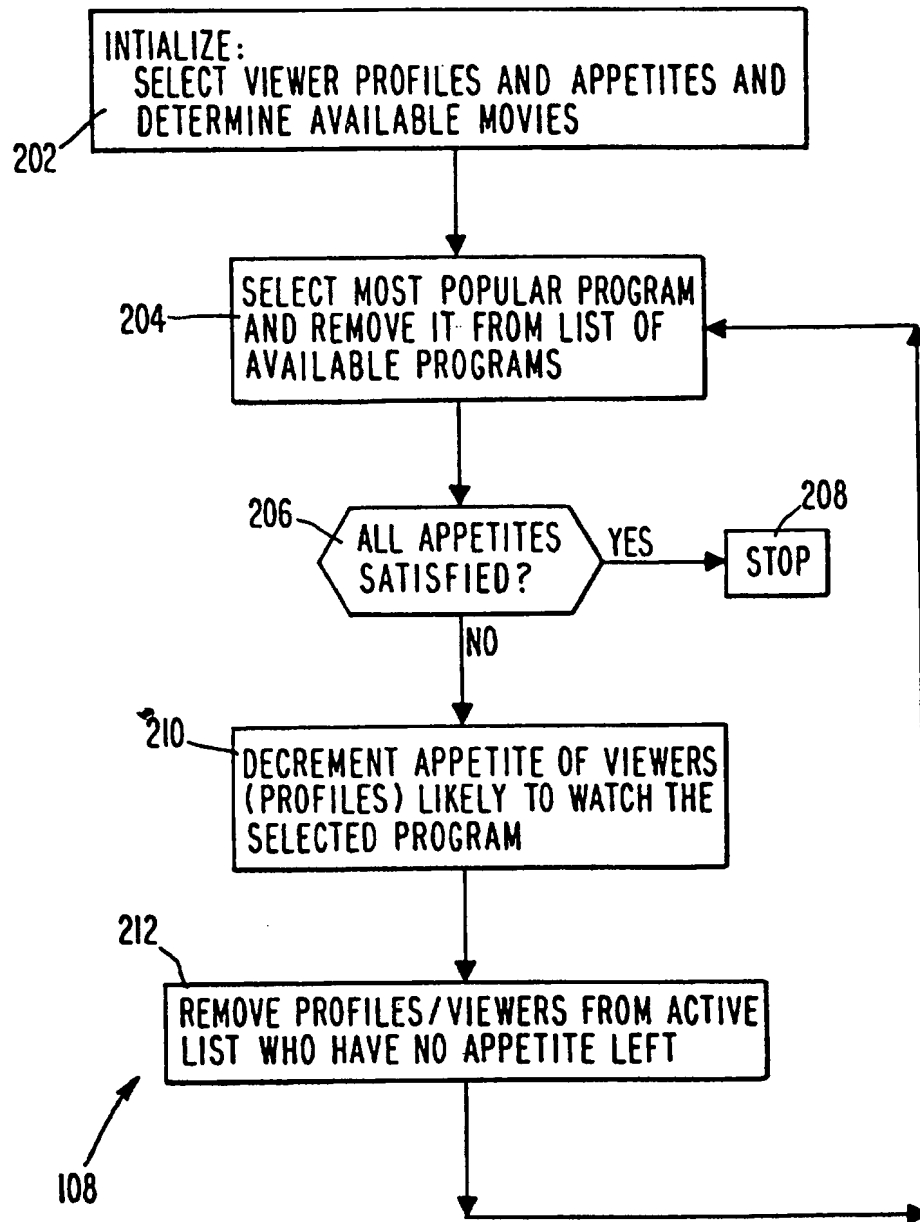 INTIALIZE:
SELECT VIEWER PROFILES AND APPETITES AND
DETERMINE AVAILABLE MOVIES
202
SELECT MOST POPULAR PROGRAM
AND REMOVE IT FROM LIST OF
AVAILABLE PROGRAMS
204
206
ALL APPETITES
SATISFIED?
YES
208
STOP
NO
210
DECREMENT APPETITE OF VIEWERS
(PROFILES) LIKELY TO WATCH THE
SELECTED PROGRAM
212
REMOVE PROFILES/VIEWERS FROM ACTIVE
LIST WHO HAVE NO APPETITE LEFT
108